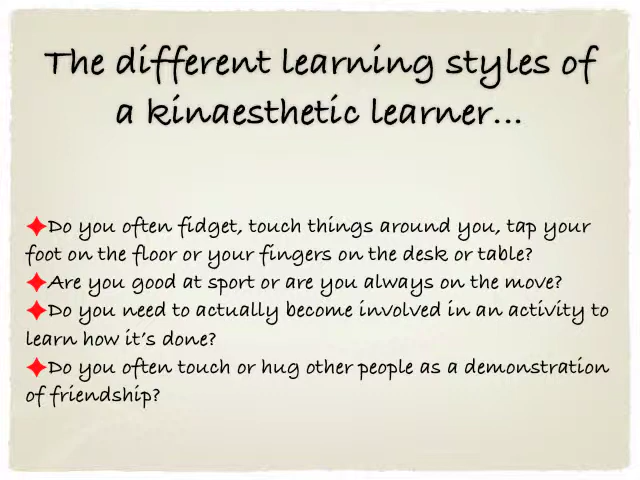 The different learning styles of
a kinaesthetic learner...
Do you often fidget, touch things around you, tap your
foot on the floor or your fingers on the desk or table?
Are you good at sport or are you always on the move?
Do you need to actually become involved in an activity to
learn how it's done?
Do you often touch or hug other people as a demonstration
of friendship?